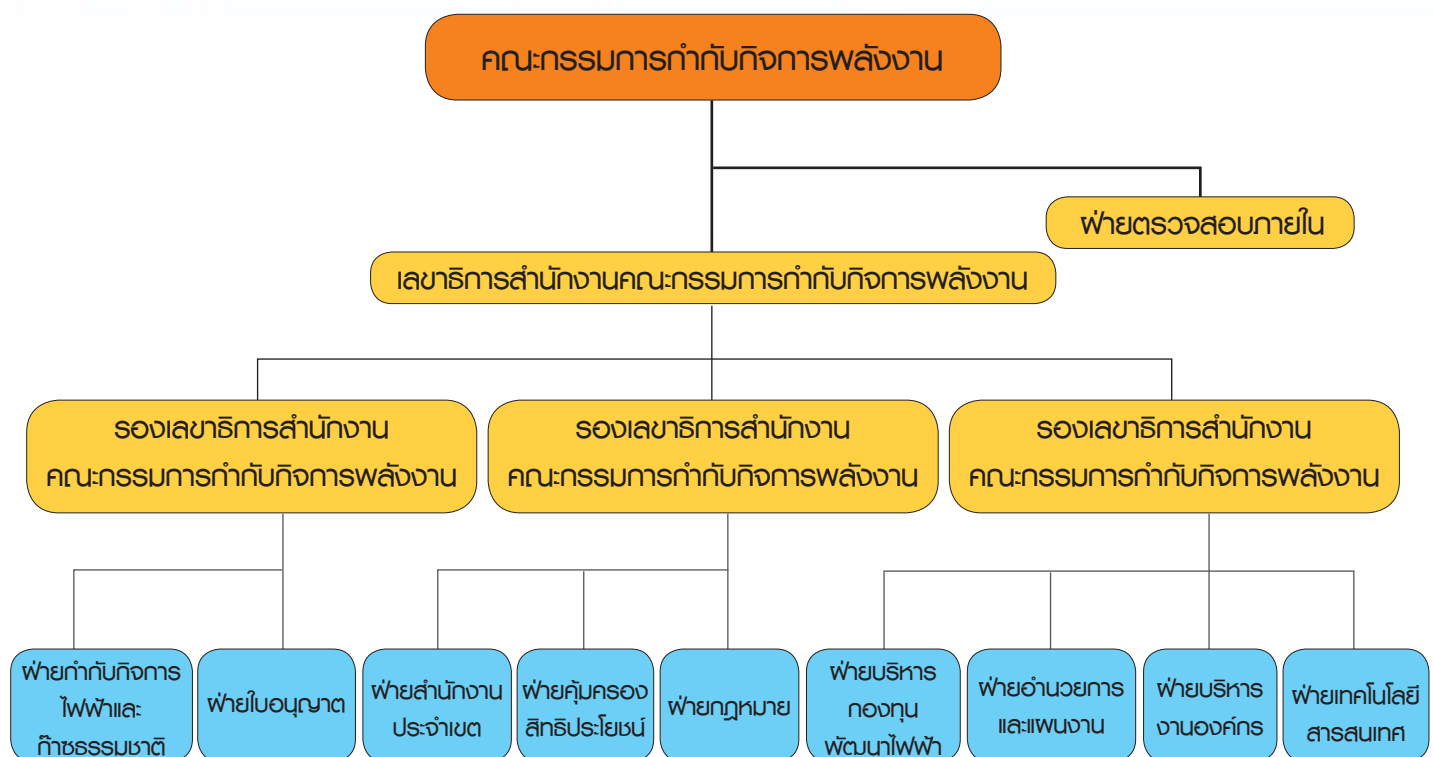 คณะกรรมการกำกับกิจการพลังงาน
ฝ่ายตรวจสอบภายใน
เลขาธิการสำนักงานคณะกรรมการกำกับกิจการพลังงาน
รองเลขาธิการสำนักงาน
คณะกรรมการกำกับกิจการพลังงาน
รองเลขาธิการสำนักงาน
คณะกรรมการกำกับกิจการพลังงาน
รองเลขาธิการสำนักงาน
คณะกรรมการกำกับกิจการพลังงาน
ฝ่ายกำกับกิจการ
ไฟฟ้าและ
ก๊าซธรรมชาติ
ฝ่ายใบอนุญาต
ฝ่ายสำนักงาน
ประจำเขต
ฝ่ายคุ้มครอง
สิทธิประโยชน์
ฝ่ายกฎหมาย
ฝ่ายบริหาร
กองทุน
พัฒนาไฟฟ้า
ฝ่ายอำนวยการ
และแผนงาน
ฝ่ายบริหาร
งานองค์กร
ฝ่ายเทคโนโลยี
สารสนเทศ